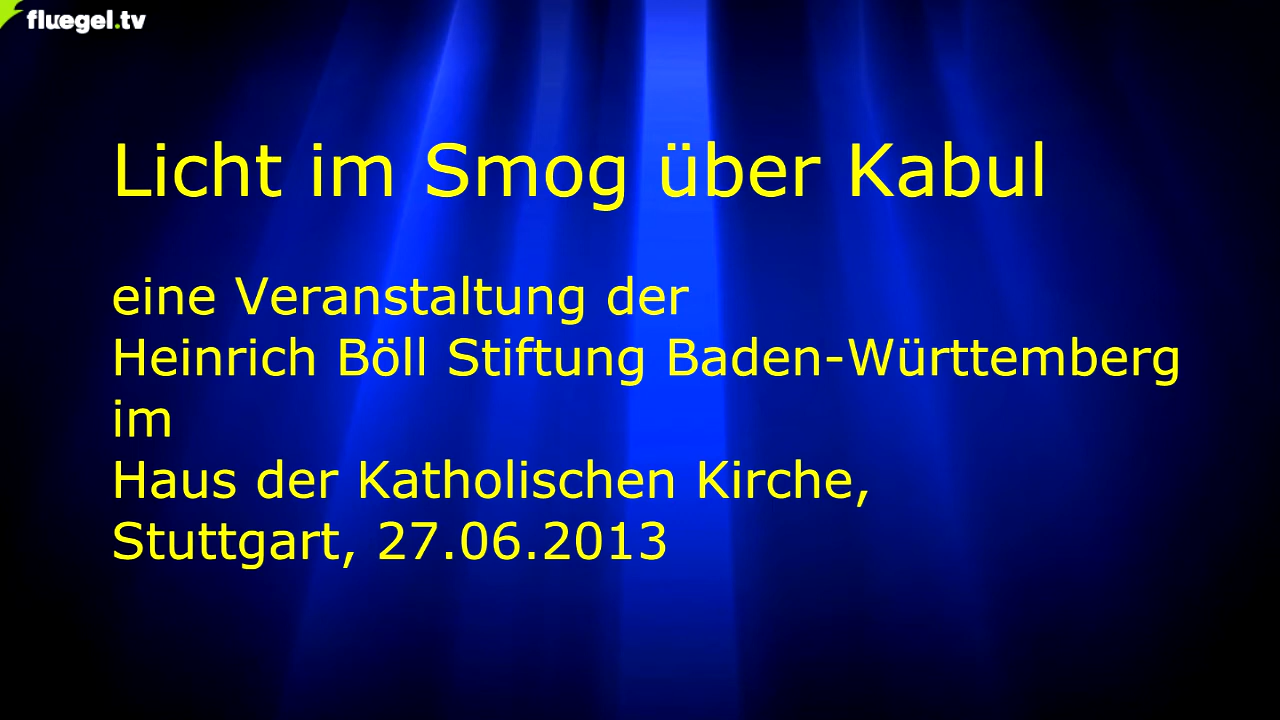 fluegel.tv
Licht im Smog über Kabul
eine Veranstaltung der
Heinrich Böll Stiftung Baden-Württemberg
im
Haus der Katholischen Kirche,
Stuttgart, 27.06.2013